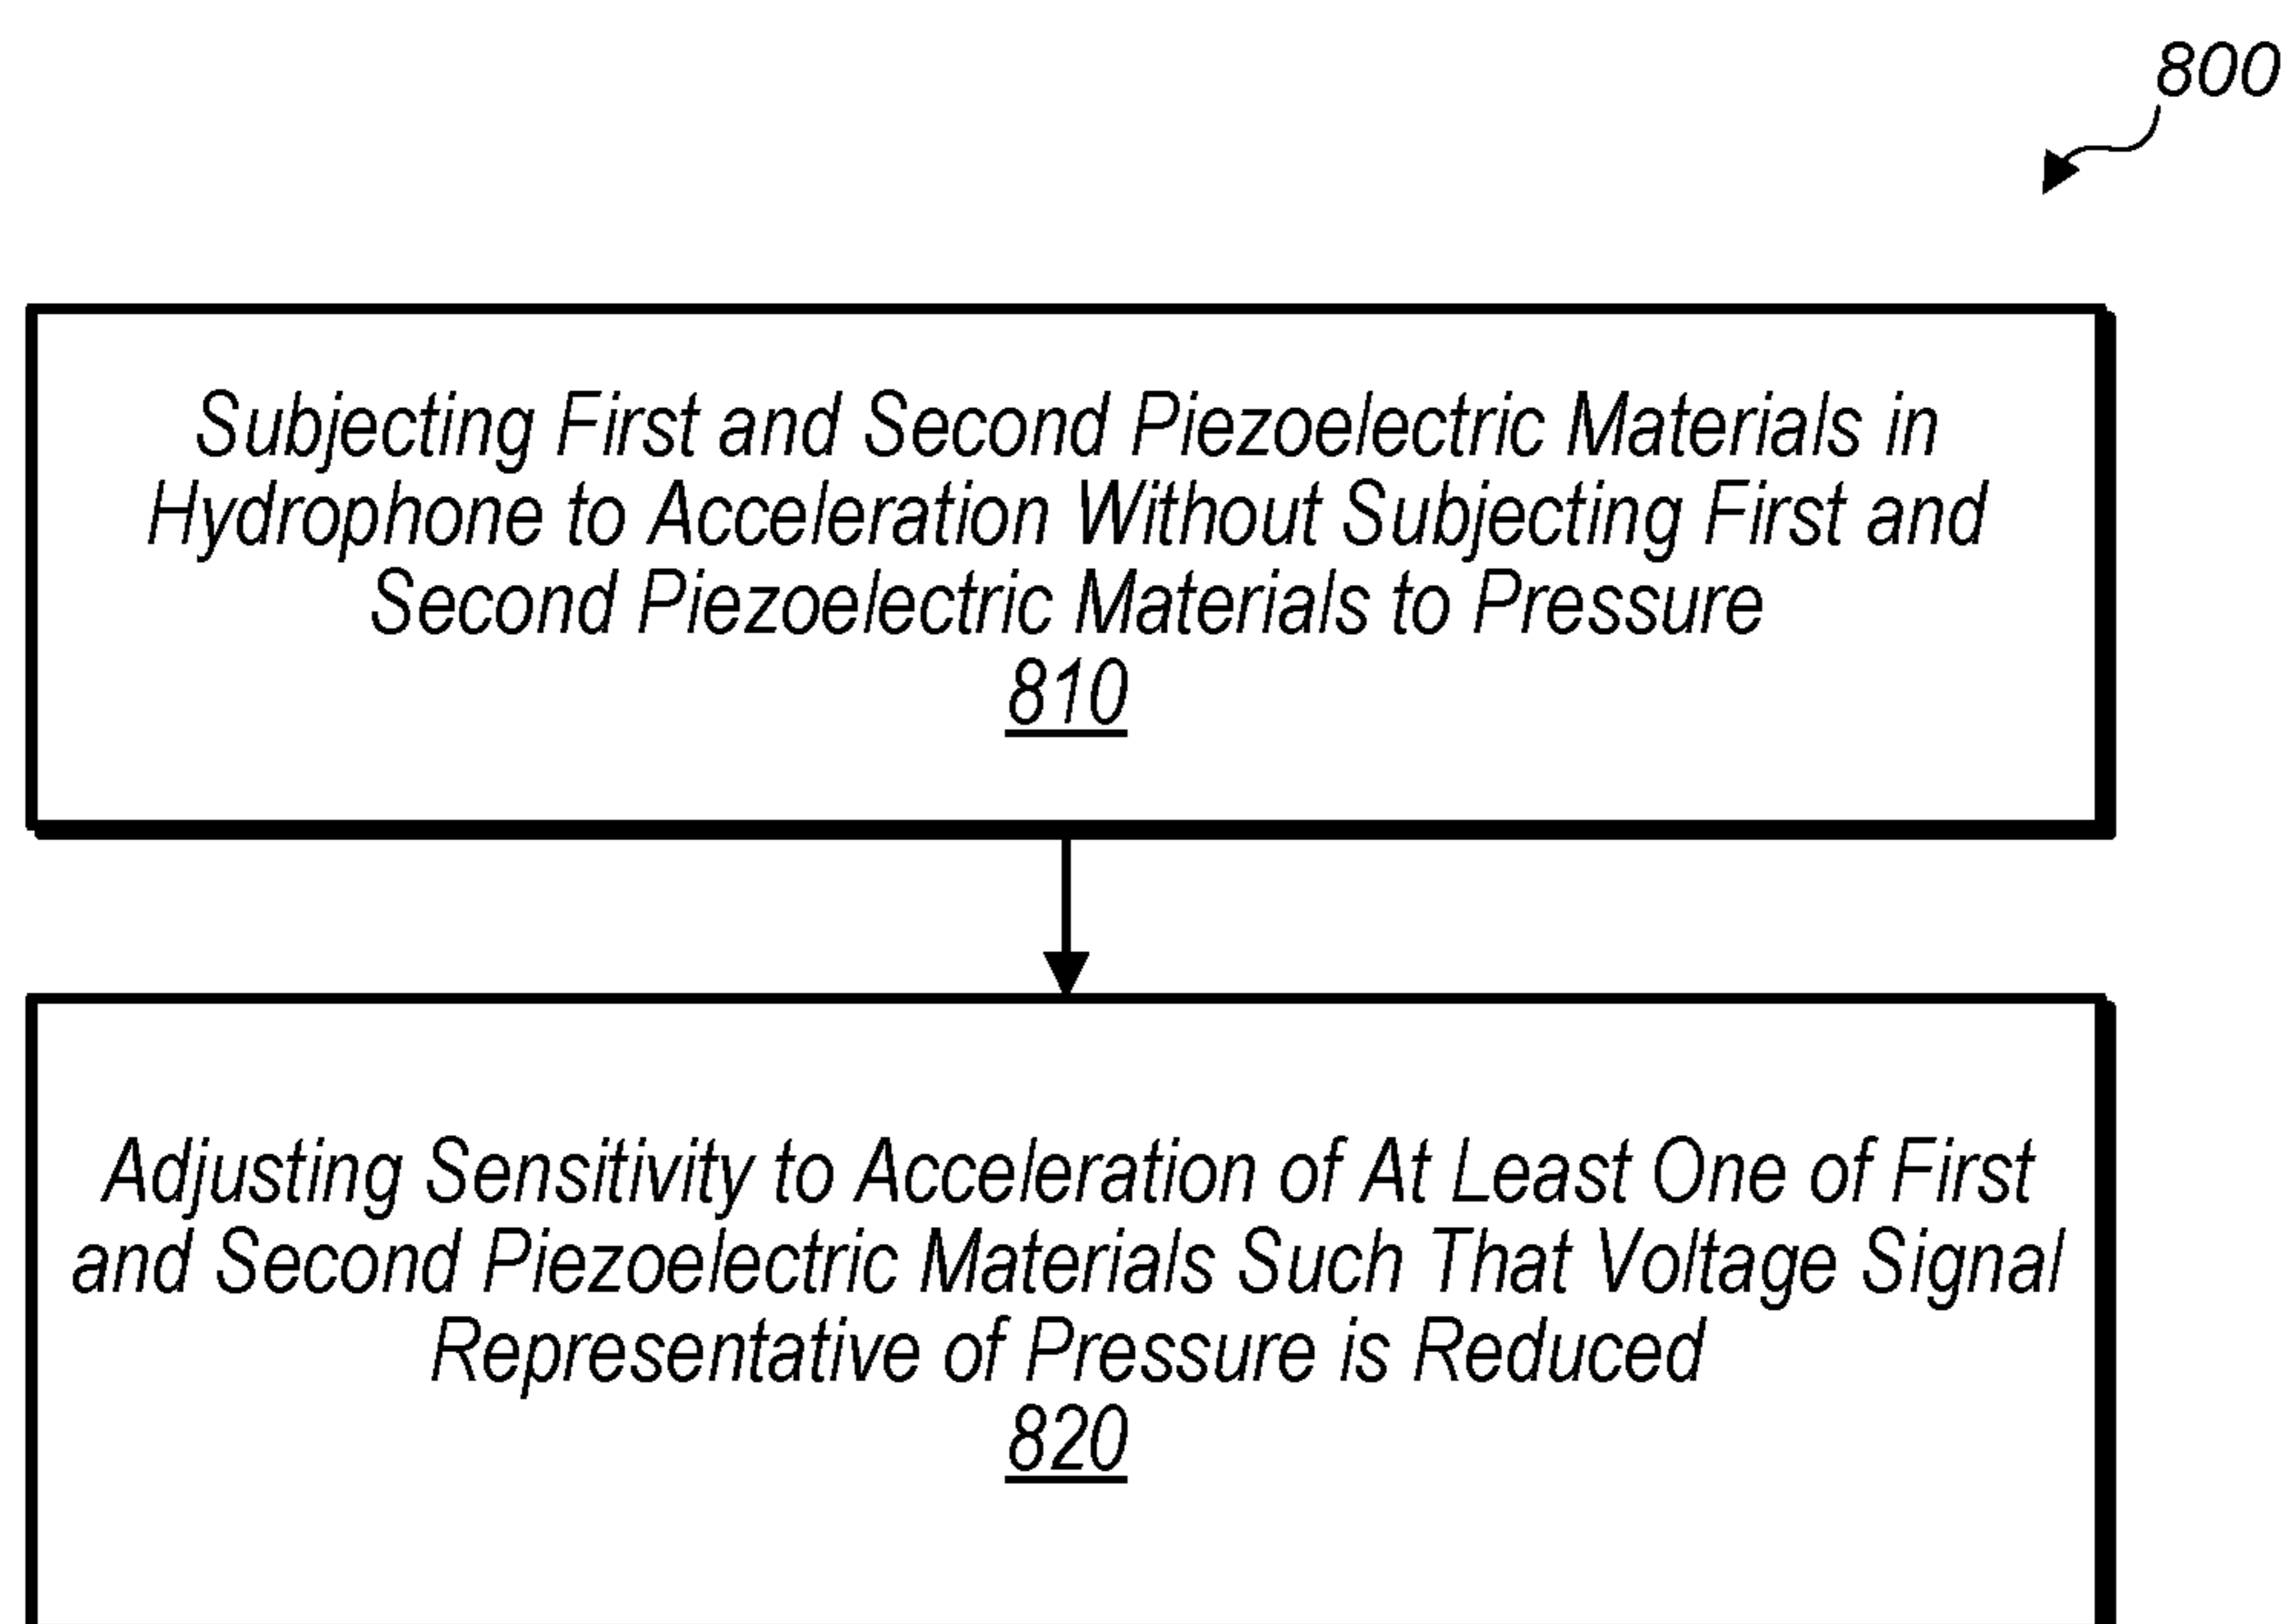 800
Subjecting First and Second Piezoelectric Materials in
Hydrophone to Acceleration Without Subjecting First and
Second Piezoelectric Materials to Pressure
810
Adjusting Sensitivity to Acceleration of At Least One of First
and Second Piezoelectric Materials Such That Voltage Signal
Representative of Pressure is Reduced
820